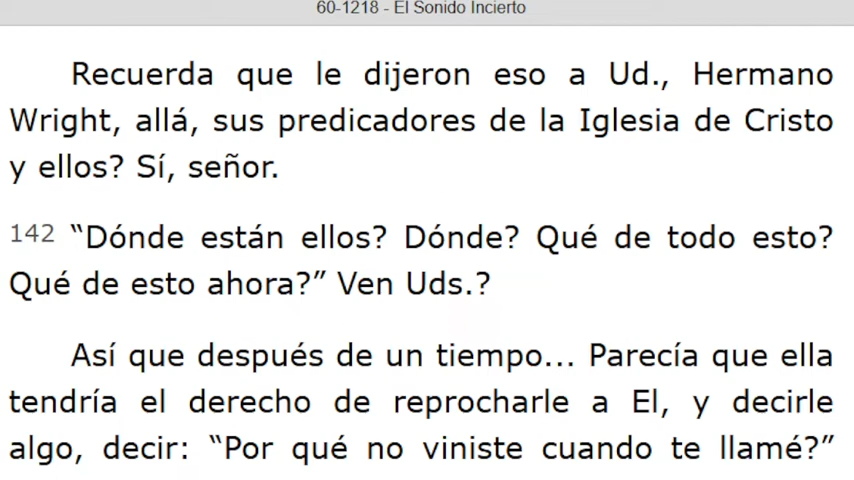 60-1218 - El Sonido Incierto
Recuerda que le dijeron eso a Ud., Hermano
Wright, allá, sus predicadores de la Iglesia de Cristo
y ellos? Sí, señor.
142 “Dónde están ellos? Dónde? Qué de todo esto?
Qué de esto ahora?” Ven Uds.?
Así que después de un tiempo... Parecía que ella
tendría el derecho de reprocharle a El, y decirle
algo, decir: “Por qué no viniste cuando te llamé?”